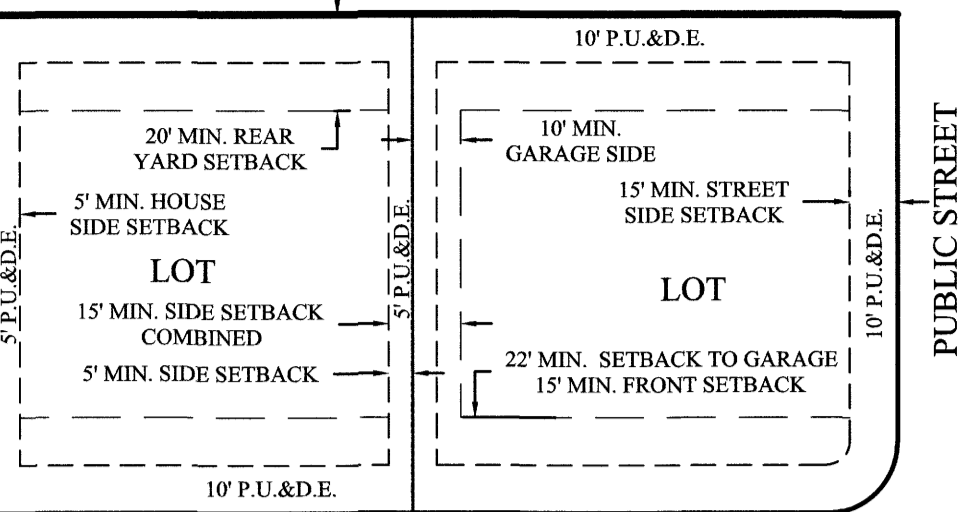 10' P.U.&D.E.
20' MIN. REAR
YARD SETBACK
10' MIN.
GARAGE SIDE
5' MIN. HOUSE
SIDE SETBACK
15' MIN. STREET
SIDE SETBACK
5' P.U.&D.E.
LOT
5' P.U.&D.E.
LOT
10' P.U.&D.E.
PUBLIC STREET
15' MIN. SIDE SETBACK
COMBINED
5' MIN. SIDE SETBACK
22' MIN. SETBACK TO GARAGE
15' MIN. FRONT SETBACK
10' P.U.&D.E.